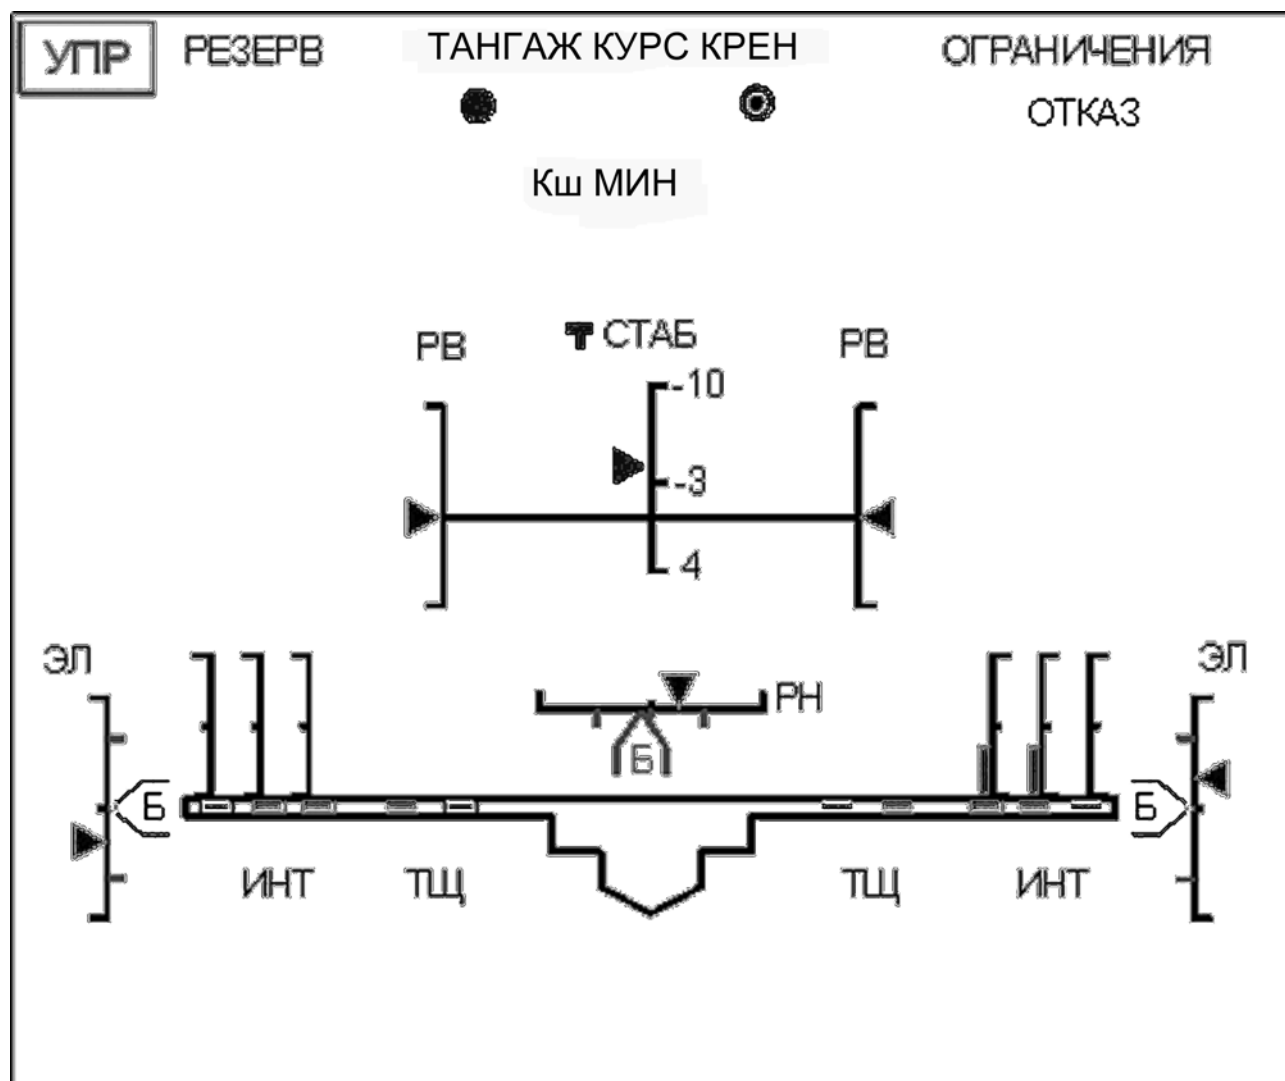 УПР РЕЗЕРВ ТАНГАЖ КУРС КРЕН ОГРАНИЧЕНИЯ
ОТКАЗ
Кш МИН
РВ СТАБ РВ
-10
-3
4
ЭЛ ЭЛ
РН
Б Б Б
ИНТ ТЩ ТЩ ИНТ